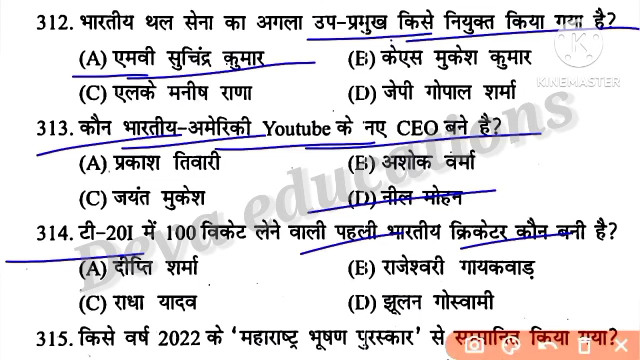 312. भारतीय थल सेना का अगला उप-प्रमुख किसे नियुक्त किया गया है?
(A) एमवी सुचिंद्र कुमार (B) केएस मुकेश कुमार
(C) एलके मनीष राणा (D) जेपी गोपाल शर्मा
KINEMASTER
313. कौन भारतीय-अमेरिकी Youtube के नए CEO बने है?
(A) प्रकाश तिवारी (B) अशोक वर्मा
(C) जयंत मुकेश (D) नील मोहन
314. टी-20I में 100 विकेट लेने वाली पहली भारतीय क्रिकेटर कौन बनी है?
(A) दीप्ति शर्मा (B) राजेश्वरी गायकवाड़
(C) राधा यादव (D) झूलन गोस्वामी
315. किसे वर्ष 2022 के 'महाराष्ट्र भूषण पुरस्कार' से सम्मानित किया गया?
Deva educations